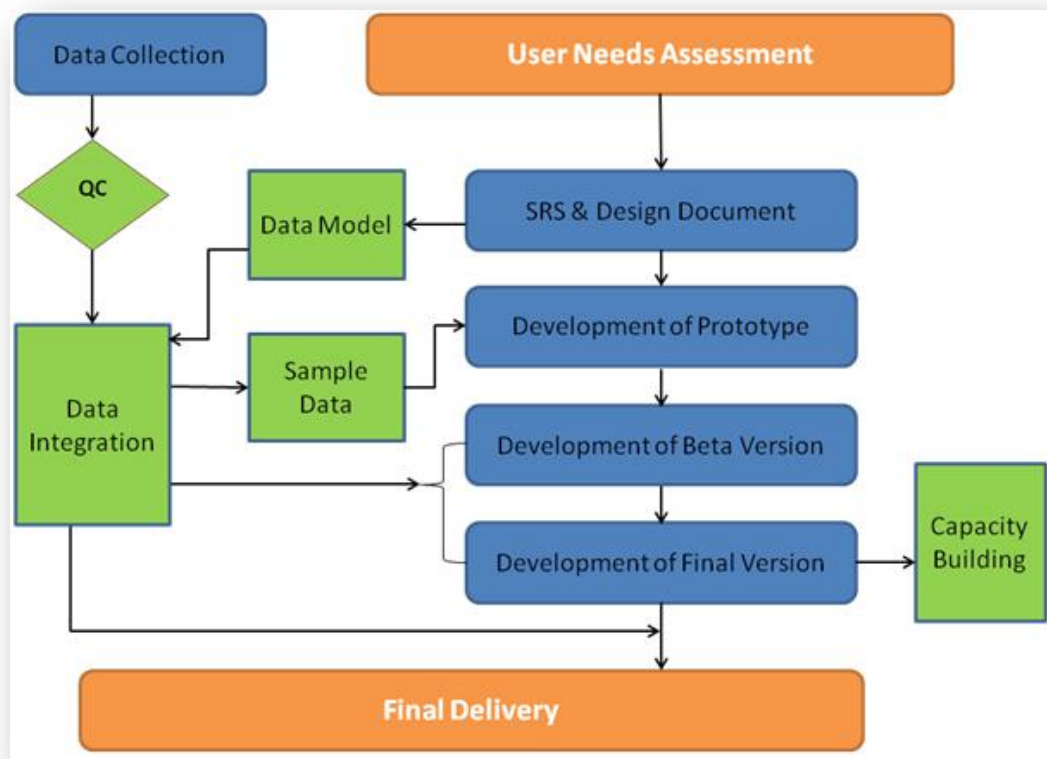 Data Collection
User Needs Assessment
QC
Data Model
SRS & Design Document
Development of Prototype
Sample
Data
Data
Integration
Development of Beta Version
Development of Final Version
Capacity
Building
Final Delivery